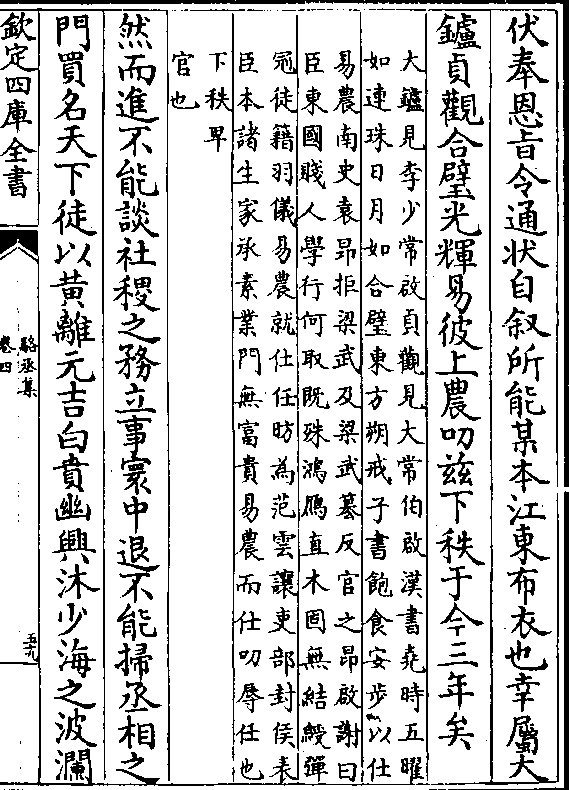 伏奉恩旨令通狀自叙所能某本江東布衣也幸屬大
鑪貞觀合璧光輝易彼上農叨兹下秩于今三年矣
大鑪見李少常啟貞觀見大常伯啟漢書堯時五曜
如連珠日月如合璧東方朔戒子書飽食安歩以仕
易農南史袁昂拒梁武及梁武篡反官之昂啟謝曰
臣東國賤人學行何取既殊鴻鴈直木固無結綬彈
冠徒籍羽儀易農就仕任昉為范雲讓吏部封侯表
臣本諸生家承素業門無富貴易農而仕叨辱任也
下秩卑
官也
然而進不能談社稷之務立事寰中退不能掃丞相之
門買名天下徒以黄離元吉白賁幽興沐少海之波瀾
欽定四庫全書
駱丞集
卷四
五九